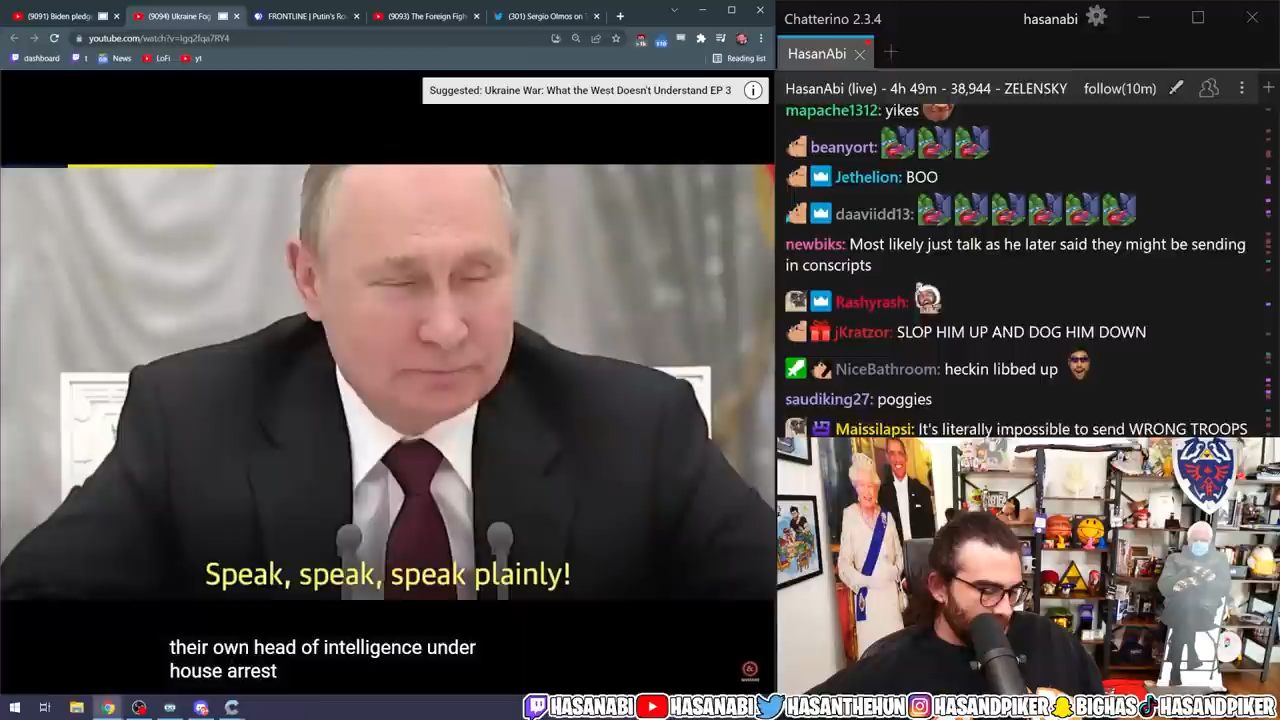 (9091) Biden pledg
(9094) Ukraine Fog
FRONTLINE | Putin's Ro
(9093) The Foreign Figh
(301) Sergio Olmos on T
youtube.com/watch?v=lgq2fqa7RY4
dashboard
t
News
LoFi
yt
Reading list
Suggested: Ukraine War: What the West Doesn't Understand EP 3
Speak, speak, speak plainly!
their own head of intelligence under
house arrest
Chatterino 2.3.4
hasanabi
HasanAbi
HasanAbi (live) - 4h 49m - 38,944 - ZELENSKY
follow(10m)
mapache1312: yikes
beanyort:
Jethelion: BOO
daaviidd13:
newbiks: Most likely just talk as he later said they might be sending
in conscripts
Rashyrash:
jKratzor: SLOP HIM UP AND DOG HIM DOWN
NiceBathroom: heckin libbed up
saudiking27: poggies
Maissilapsi: It's literally impossible to send WRONG TROOPS
HASANABI
HASANABI
HASANTHEHUN
HASANDPIKER
BIGHAS
HASANDPIKER